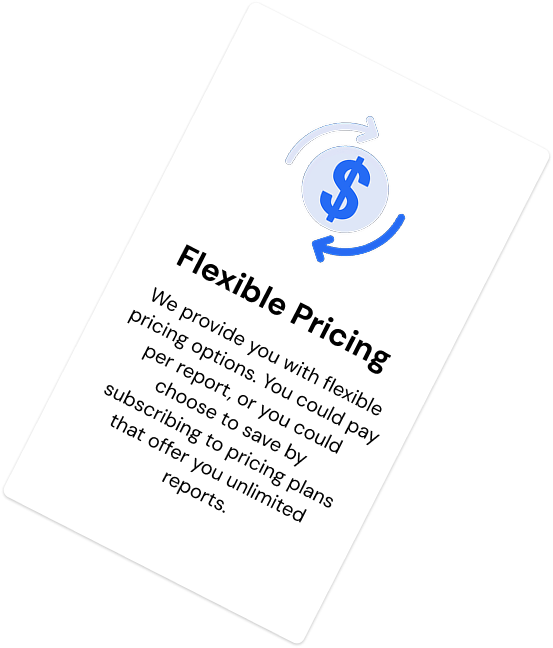 $
Flexible Pricing
We provide you with flexible
pricing options. You could pay
per report, or you could
choose to save by
subscribing to pricing plans
that offer you unlimited
reports.